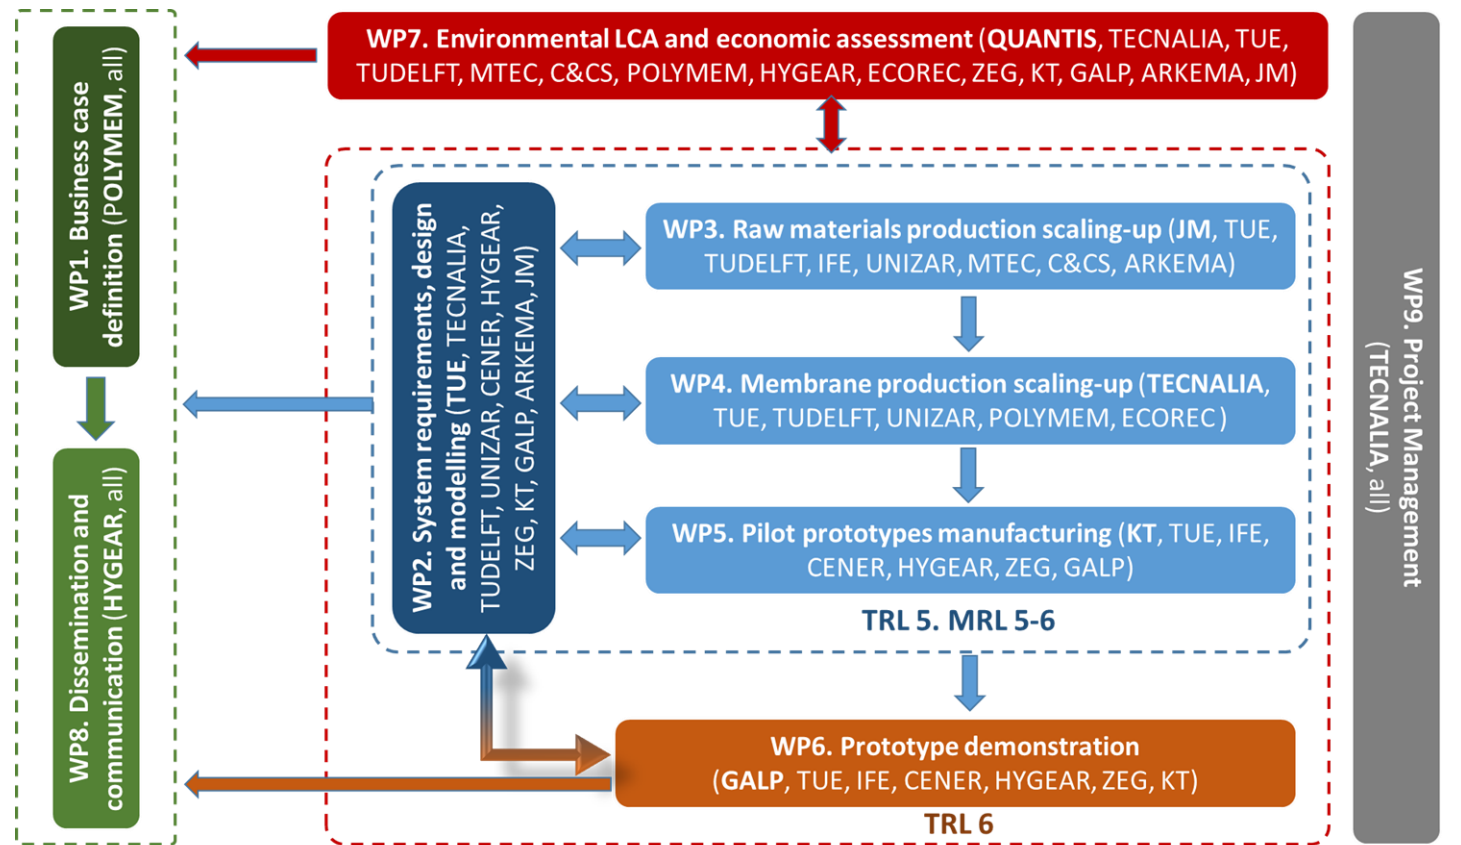 WP7. Environmental LCA and economic assessment (QUANTIS, TECNALIA, TUE,
TUDELFT, MTEC, C&CS, POLYMEM, HYGEAR, ECOREC, ZEG, KT, GALP, ARKEMA, JM)
WP1. Business case
definition (POLYMEM, all)
WP8. Dissemination and
communication (HYGEAR, all)
WP2. System requirements, design
and modelling (TUE, TECNALIA,
TUDELFT, UNIZAR, CENER, HYGEAR,
ZEG, KT, GALP, ARKEMA, JM)
WP3. Raw materials production scaling-up (JM, TUE,
TUDELFT, IFE, UNIZAR, MTEC, C&CS, ARKEMA)
WP4. Membrane production scaling-up (TECNALIA,
TUE, TUDELFT, UNIZAR, POLYMEM, ECOREC )
WP5. Pilot prototypes manufacturing (KT, TUE, IFE,
CENER, HYGEAR, ZEG, GALP)
TRL 5. MRL 5-6
WP6. Prototype demonstration
(GALP, TUE, IFE, CENER, HYGEAR, ZEG, KT)
TRL 6
WP9. Project Management
(TECNALIA, all)